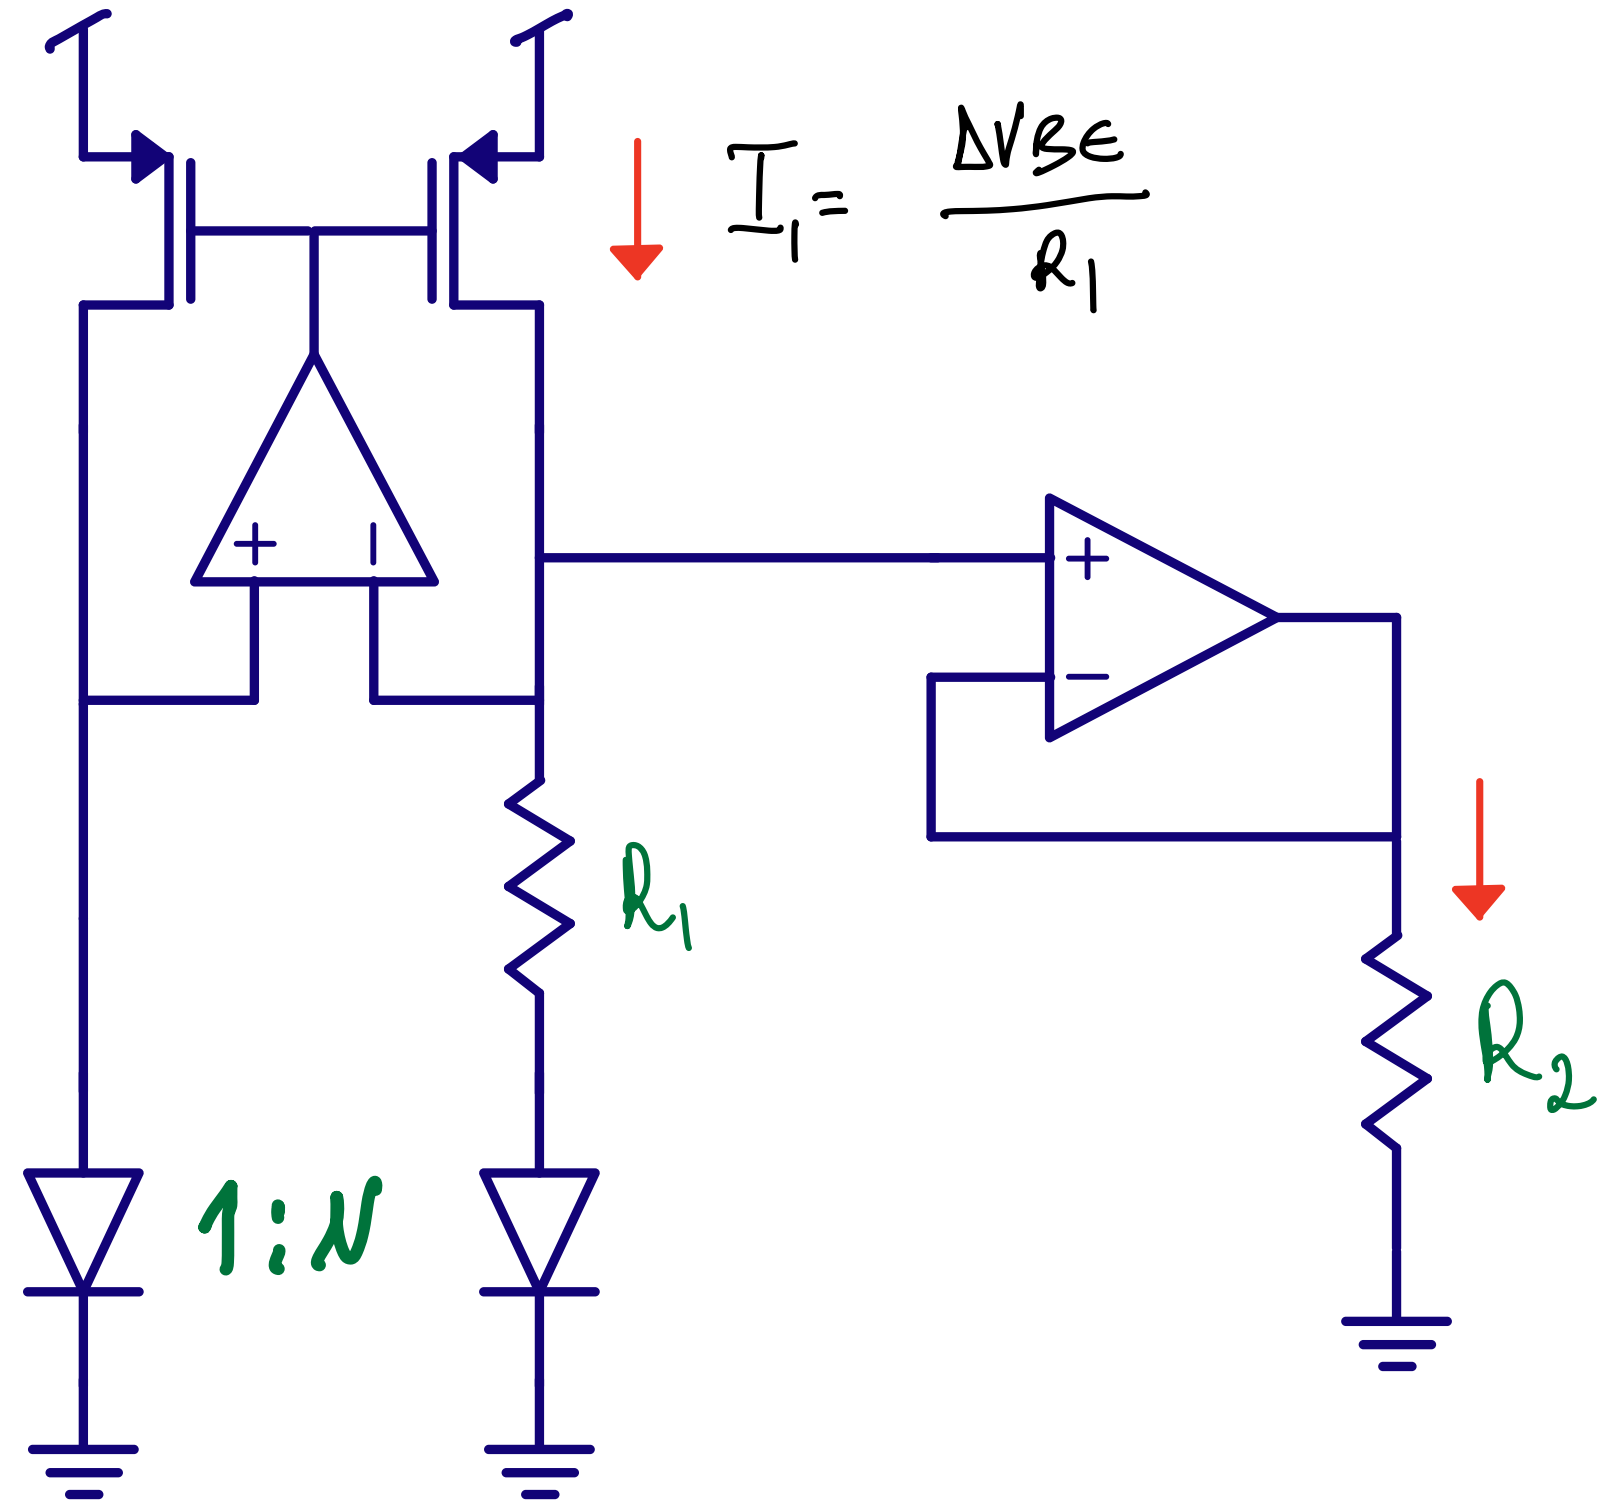 I1 = ΔVBE
R1
+ −
+
−
R1
R2
1 : N